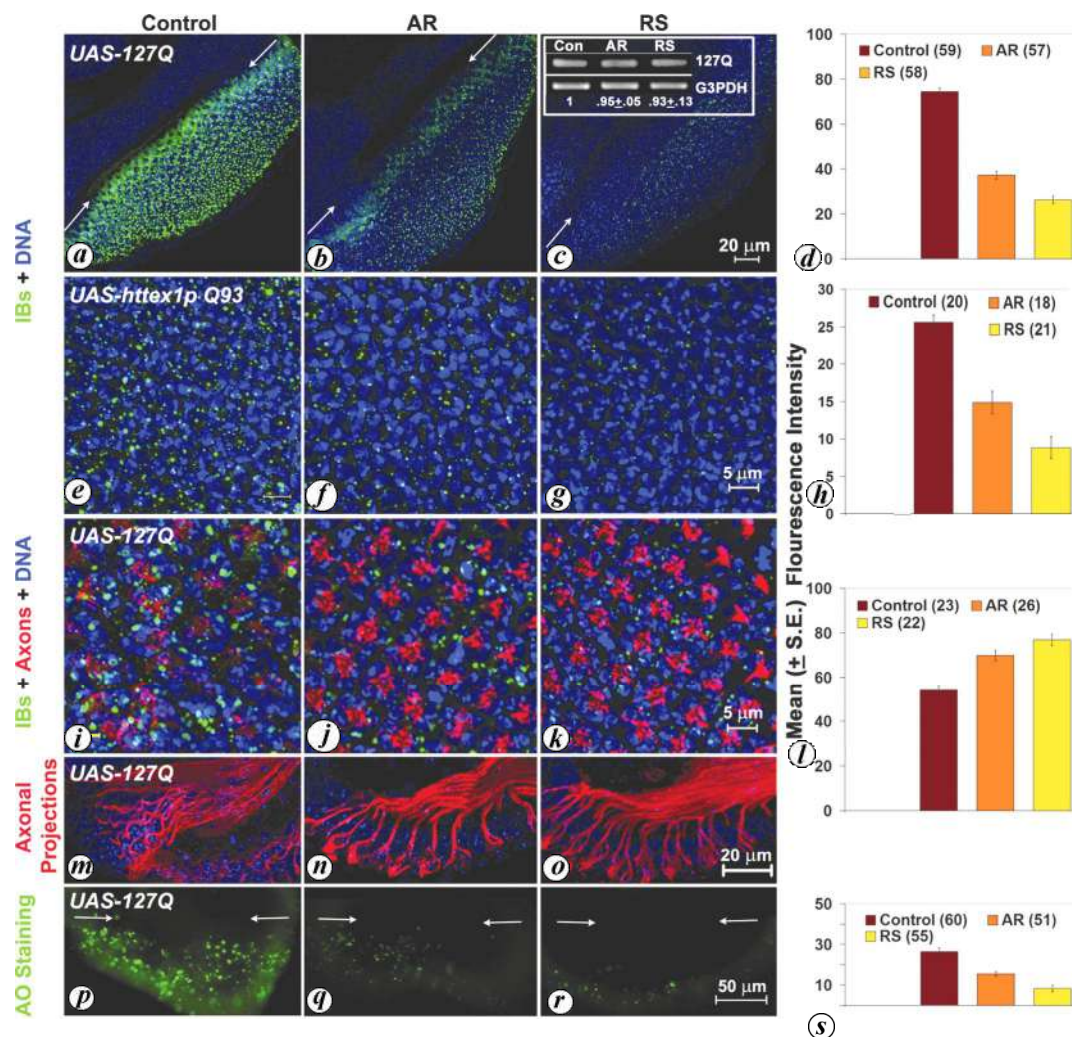 Control AR RS
UAS-127Q
Con AR RS
127Q
G3PDH
1 .95±.05 .93±.13
20 μm
a b c
IBs + DNA
100
80
60
40
20
0
Control (59) AR (57)
RS (58)
d
UAS-httex1p Q93
5 μm
e f g
30
25
20
15
10
5
0
Control (20) AR (18)
RS (21)
h
Mean (± S.E.) Flourescence Intensity
UAS-127Q
5 μm
i j k
IBs + Axons + DNA
100
80
60
40
20
0
Control (23) AR (26)
RS (22)
l
UAS-127Q
20 μm
m n o
Axonal
Projections
UAS-127Q
50 μm
p q r
AO Staining
50
30
10
Control (60) AR (51)
RS (55)
s